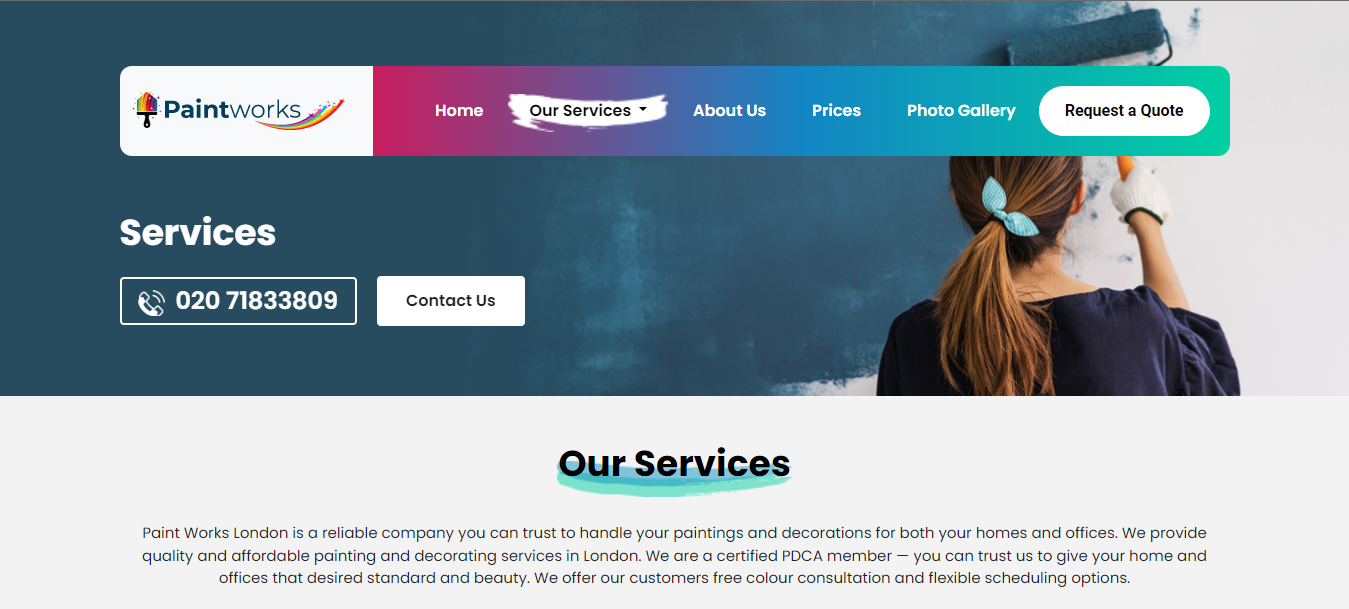 Paintworks
Home
Our Services
About Us
Prices
Photo Gallery
Request a Quote
Services
020 71833809
Contact Us
Our Services
Paint Works London is a reliable company you can trust to handle your paintings and decorations for both your homes and offices. We provide
quality and affordable painting and decorating services in London. We are a certified PDCA member — you can trust us to give your home and
offices that desired standard and beauty. We offer our customers free colour consultation and flexible scheduling options.